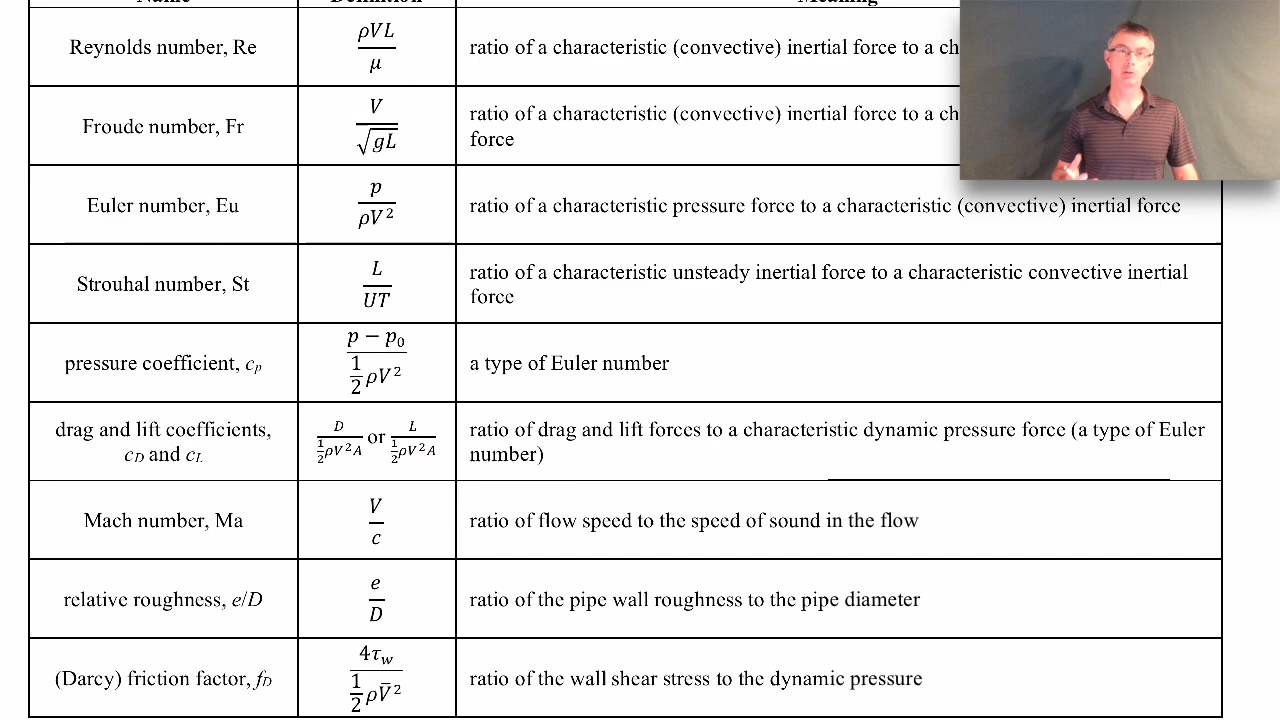 Name Definition Meaning
Reynolds number, Re
ρVL
μ
ratio of a characteristic (convective) inertial force to a ch
Froude number, Fr
V
√gL
ratio of a characteristic (convective) inertial force to a ch
force
Euler number, Eu
p
ρV²
ratio of a characteristic pressure force to a characteristic (convective) inertial force
Strouhal number, St
L
UT
ratio of a characteristic unsteady inertial force to a characteristic convective inertial
force
pressure coefficient, cp
p − p₀
1/2 ρV²
a type of Euler number
drag and lift coefficients,
cD and cL
D / ½ρV²A or L / ½ρV²A
ratio of drag and lift forces to a characteristic dynamic pressure force (a type of Euler
number)
Mach number, Ma
V
c
ratio of flow speed to the speed of sound in the flow
relative roughness, e/D
e
D
ratio of the pipe wall roughness to the pipe diameter
(Darcy) friction factor, fD
4τw
1/2 ρV̄²
ratio of the wall shear stress to the dynamic pressure